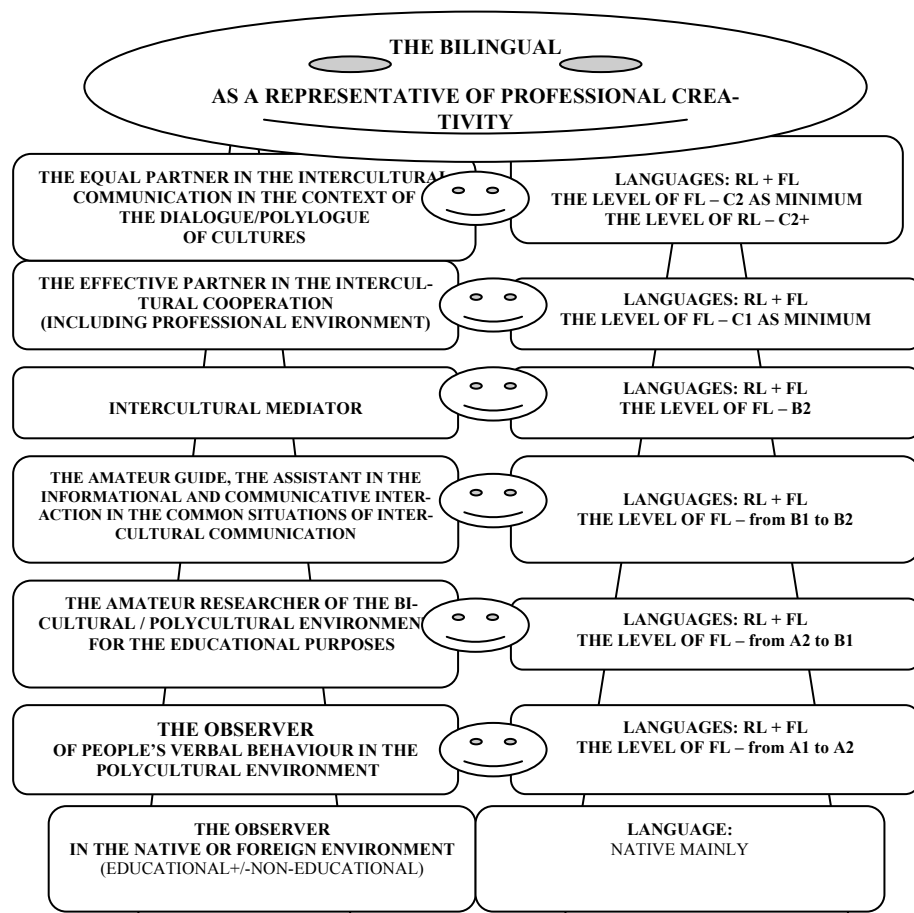 THE BILINGUAL
AS A REPRESENTATIVE OF PROFESSIONAL CREA-
TIVITY
THE EQUAL PARTNER IN THE INTERCULTURAL
COMMUNICATION IN THE CONTEXT OF
THE DIALOGUE/POLYLOGUE
OF CULTURES
LANGUAGES: RL + FL
THE LEVEL OF FL – C2 AS MINIMUM
THE LEVEL OF RL – C2+
THE EFFECTIVE PARTNER IN THE INTERCUL-
TURAL COOPERATION
(INCLUDING PROFESSIONAL ENVIRONMENT)
LANGUAGES: RL + FL
THE LEVEL OF FL – C1 AS MINIMUM
INTERCULTURAL MEDIATOR
LANGUAGES: RL + FL
THE LEVEL OF FL – B2
THE AMATEUR GUIDE, THE ASSISTANT IN THE
INFORMATIONAL AND COMMUNICATIVE INTER-
ACTION IN THE COMMON SITUATIONS OF INTER-
CULTURAL COMMUNICATION
LANGUAGES: RL + FL
THE LEVEL OF FL – from B1 to B2
THE AMATEUR RESEARCHER OF THE BI-
CULTURAL / POLYCULTURAL ENVIRONMENT
FOR THE EDUCATIONAL PURPOSES
LANGUAGES: RL + FL
THE LEVEL OF FL – from A2 to B1
THE OBSERVER
OF PEOPLE'S VERBAL BEHAVIOUR IN THE
POLYCULTURAL ENVIRONMENT
LANGUAGES: RL + FL
THE LEVEL OF FL – from A1 to A2
THE OBSERVER
IN THE NATIVE OR FOREIGN ENVIRONMENT
(EDUCATIONAL+/-NON-EDUCATIONAL)
LANGUAGE:
NATIVE MAINLY